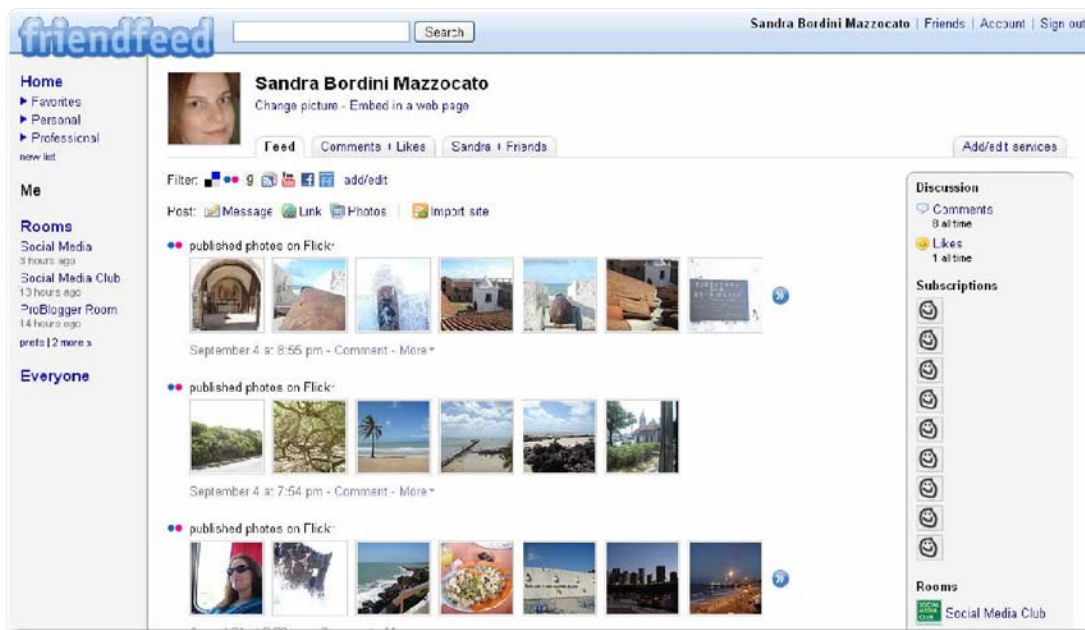 friendfeed
Search
Sandra Bordini Mazzocato | Friends | Account | Sign out
Home
Favorites
Personal
Professional
new list
Me
Rooms
Social Media
3 hours ago
Social Media Club
13 hours ago
ProBlogger Room
14 hours ago
prefs | 2 more »
Everyone
Sandra Bordini Mazzocato
Change picture - Embed in a web page
Feed
Comments + Likes
Sandra + Friends
Add/edit services
Filter: add/edit
Post: Message Link Photos | Import site
published photos on Flickr
September 4 at 8:55 pm - Comment - More
published photos on Flickr
September 4 at 7:54 pm - Comment - More
published photos on Flickr
Discussion
Comments
8 all time
Likes
1 all time
Subscriptions
Rooms
SOCIAL MEDIA CLUB
Social Media Club